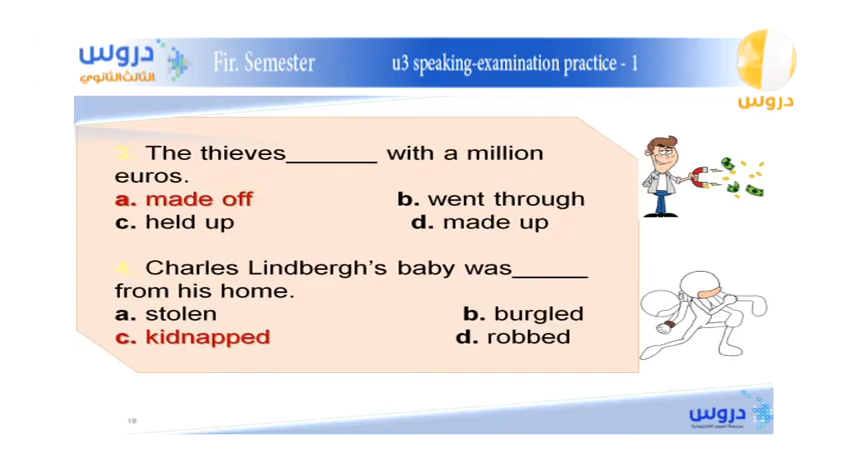 دروس
الثالث الثانوي
Fir. Semester
u3 speaking-examination practice - 1
دروس
3. The thieves_______ with a million
euros.
a. made off b. went through
c. held up d. made up
4. Charles Lindbergh's baby was______
from his home.
a. stolen b. burgled
c. kidnapped d. robbed
18
دروس